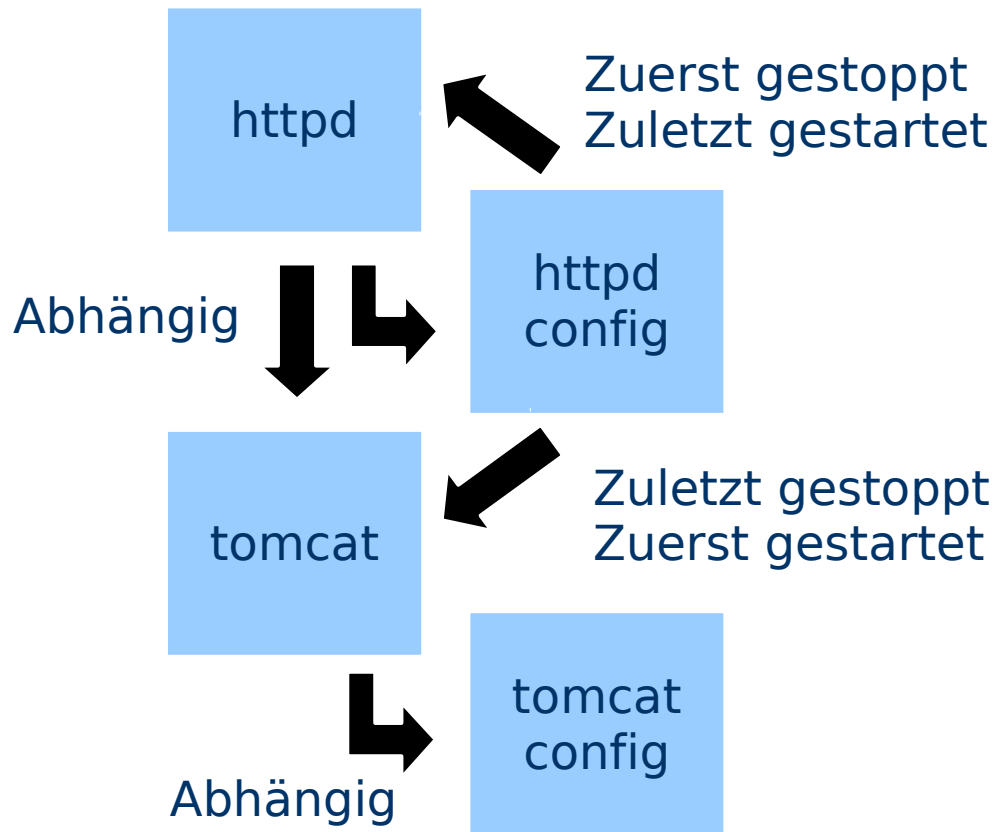 httpd
Zuerst gestoppt
Zuletzt gestartet
httpd
config
Abhängig
tomcat
Zuletzt gestoppt
Zuerst gestartet
tomcat
config
Abhängig